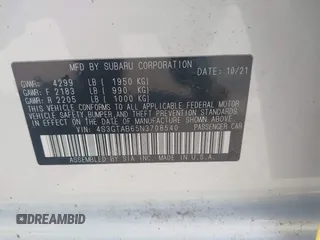 MFD. BY SUBARU CORPORATION DATE: 10/21
GVWR: 4299 LB ( 1950 KG)
GAWR: F 2183 LB ( 990 KG)
GAWR: R 2205 LB ( 1000 KG)
THIS VEHICLE CONFORMS TO ALL APPLICABLE FEDERAL MOTOR
VEHICLE SAFETY, BUMPER, AND THEFT PREVENTION STANDARDS
IN EFFECT ON THE DATE OF MANUFACTURE SHOWN ABOVE.
VIN: 4S3GTAB65N3708540 PASSENGER CAR
ASSEMBLED BY SIA INC. MADE IN U.S.A.
DREAMBID
DREAMBID.COM